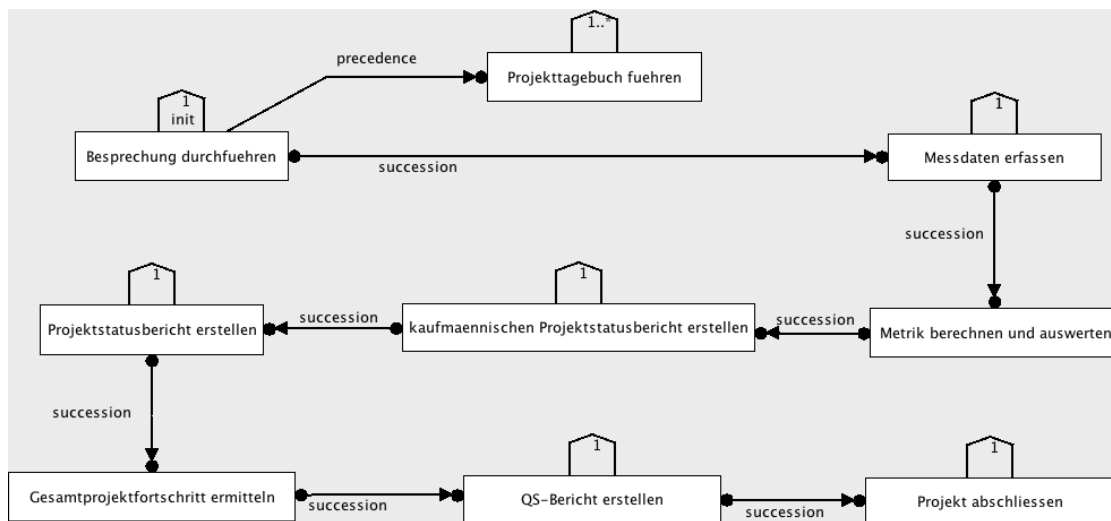 1..*
precedence
Projekttagebuch fuehren
1
init
Besprechung durchfuehren
succession
1
Messdaten erfassen
succession
1
Projektstatusbericht erstellen
succession
1
kaufmaennischen Projektstatusbericht erstellen
succession
Metrik berechnen und auswerten
succession
Gesamtprojektfortschritt ermitteln
succession
1
QS-Bericht erstellen
succession
1
Projekt abschliessen